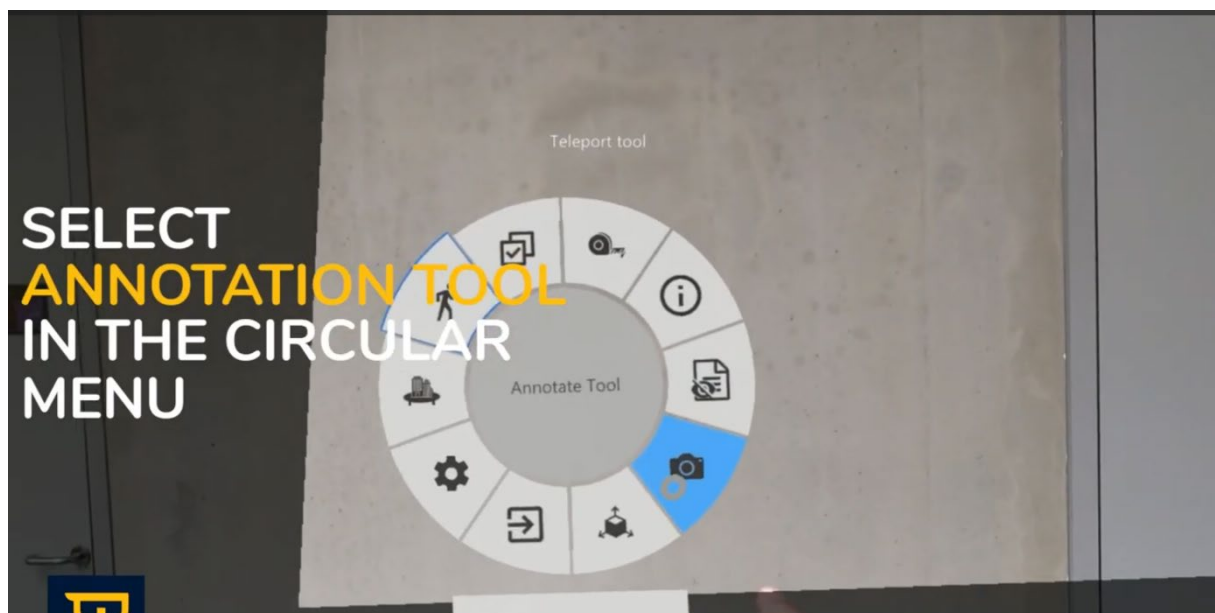 Teleport tool
SELECT
ANNOTATION TOOL
IN THE CIRCULAR
MENU
Annotate Tool